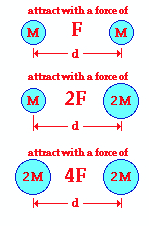 attract with a force of
M F M
d
attract with a force of
M 2F 2M
d
attract with a force of
2M 4F 2M
d